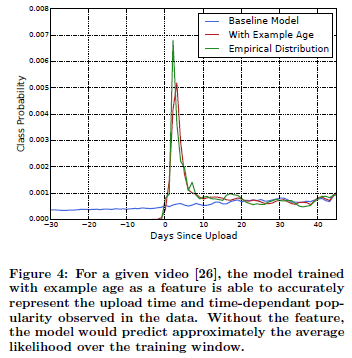 0.008
0.007
0.006
0.005
0.004
0.003
0.002
0.001
0.000
Class Probability
Baseline Model
With Example Age
Empirical Distribution
−30 −20 −10 0 10 20 30 40
Days Since Upload
Figure 4: For a given video [26], the model trained
with example age as a feature is able to accurately
represent the upload time and time-dependant pop-
ularity observed in the data. Without the feature,
the model would predict approximately the average
likelihood over the training window.